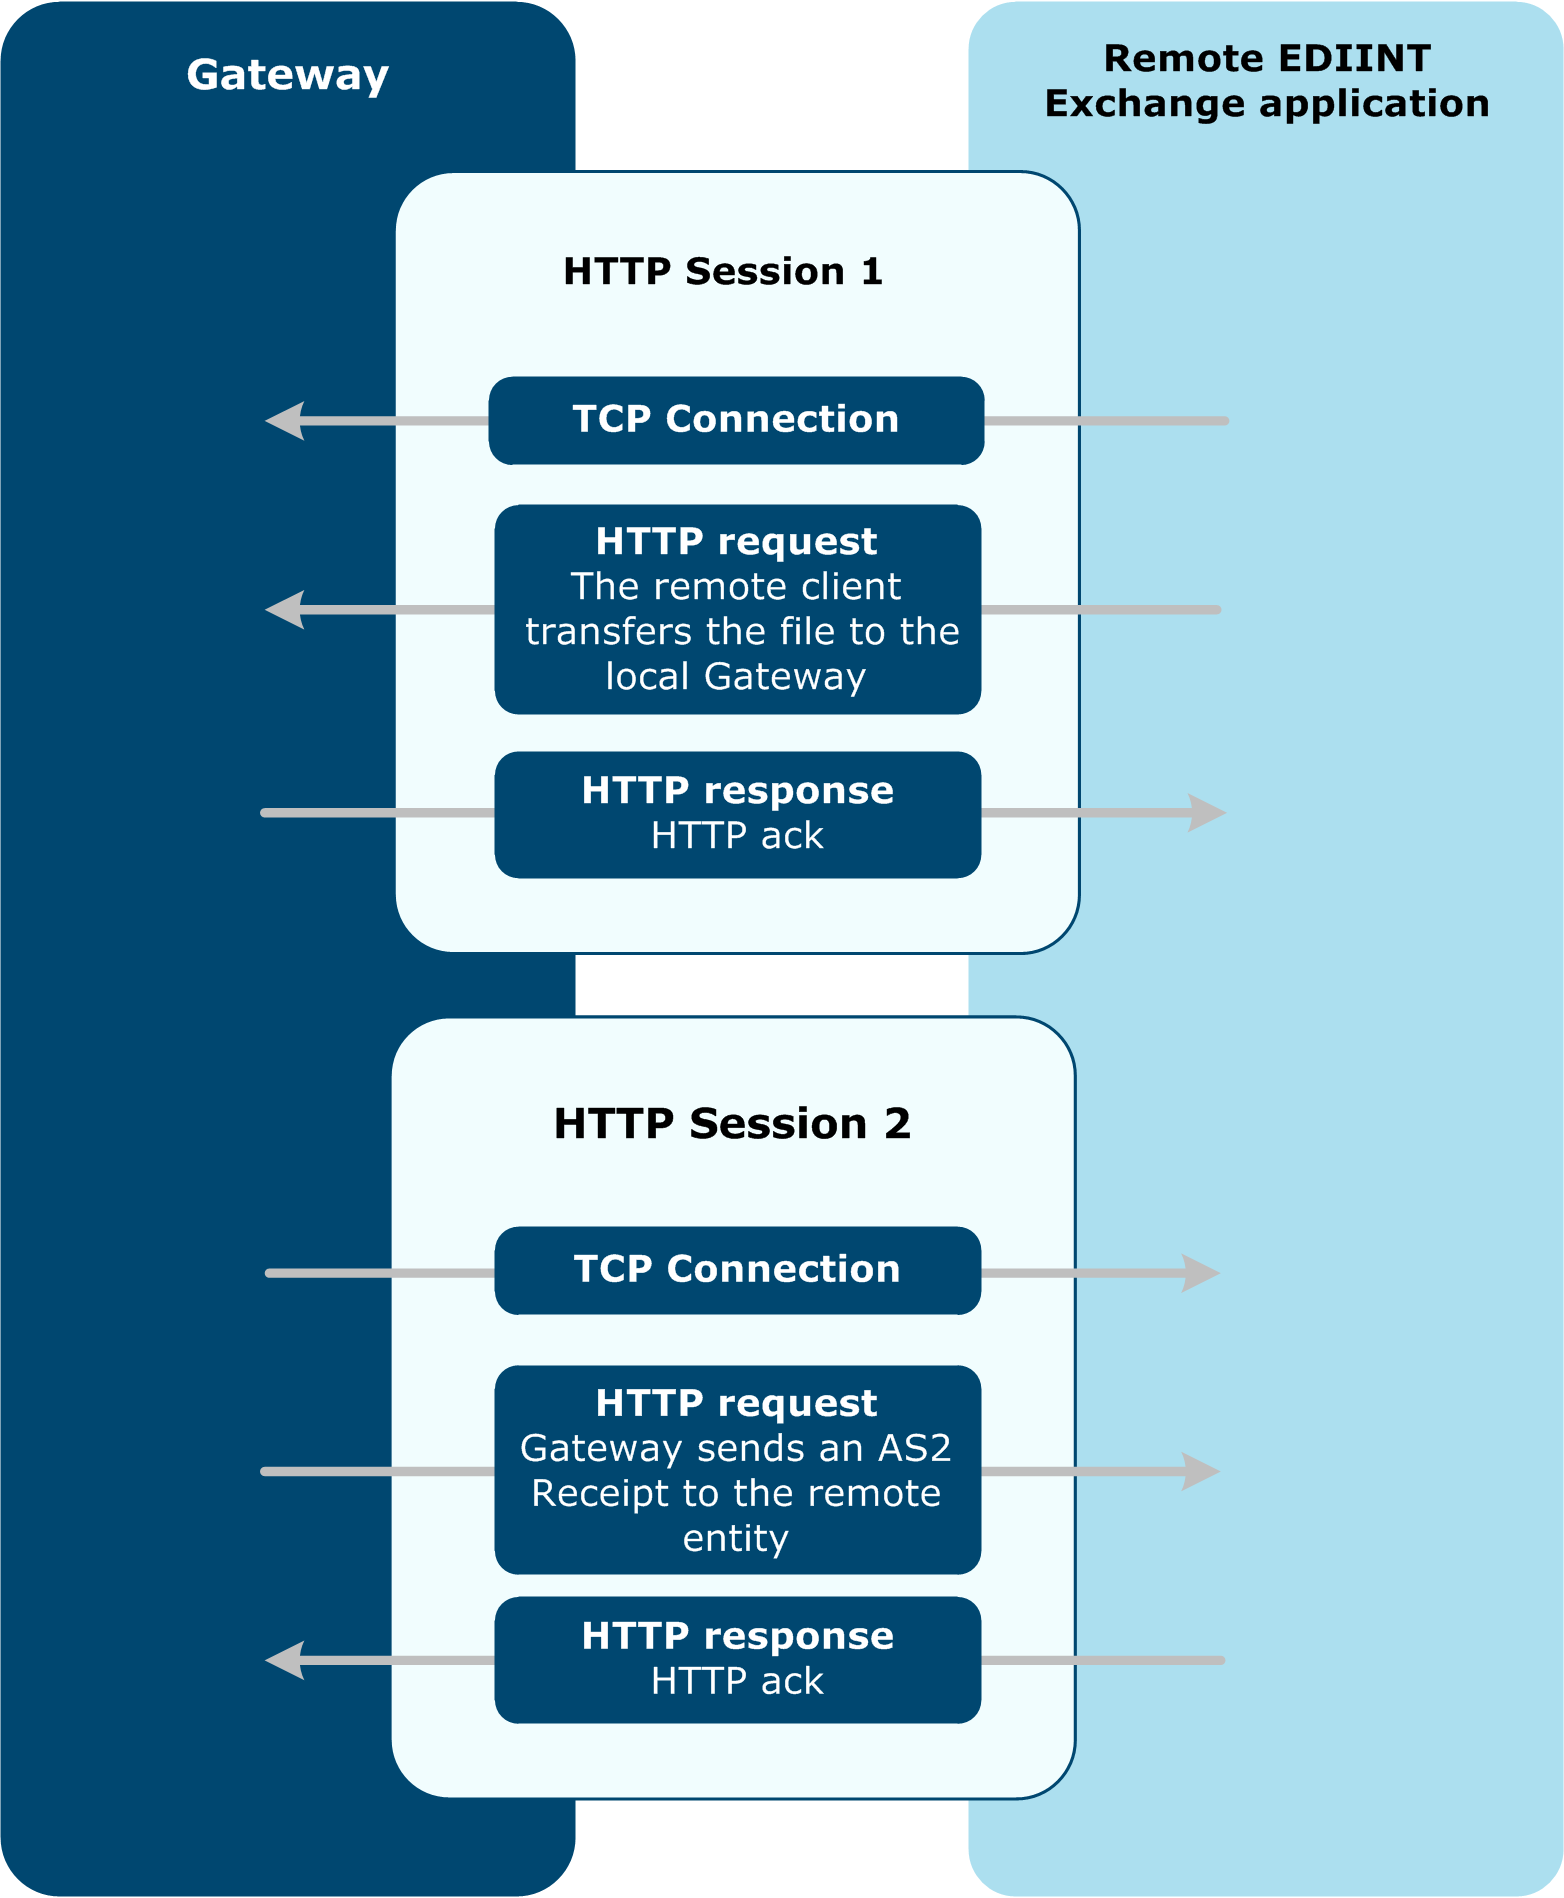 Gateway
Remote EDIINT
Exchange application
HTTP Session 1
TCP Connection
HTTP request
The remote client
transfers the file to the
local Gateway
HTTP response
HTTP ack
HTTP Session 2
TCP Connection
HTTP request
Gateway sends an AS2
Receipt to the remote
entity
HTTP response
HTTP ack